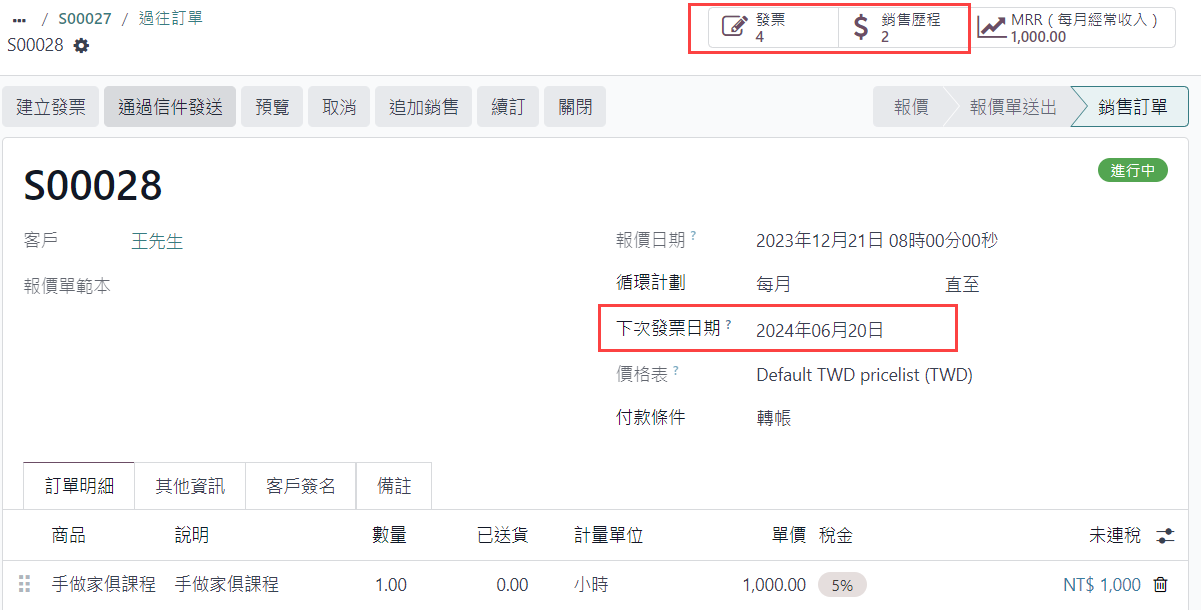 ... / S00027 / 過往訂單
S00028
發票
4
銷售歷程
2
MRR（每月經常收入）
1,000.00
建立發票 通過信件發送 預覽 取消 追加銷售 續訂 關閉
報價 報價單送出 銷售訂單
進行中
S00028
客戶 王先生
報價單範本
報價日期 ? 2023年12月21日 08時00分00秒
循環計劃 每月 直至
下次發票日期 ? 2024年06月20日
價格表 ? Default TWD pricelist (TWD)
付款條件 轉帳
訂單明細 其他資訊 客戶簽名 備註
商品 說明 數量 已送貨 計量單位 單價 稅金 未連稅
手做家俱課程 手做家俱課程 1.00 0.00 小時 1,000.00 5% NT$ 1,000